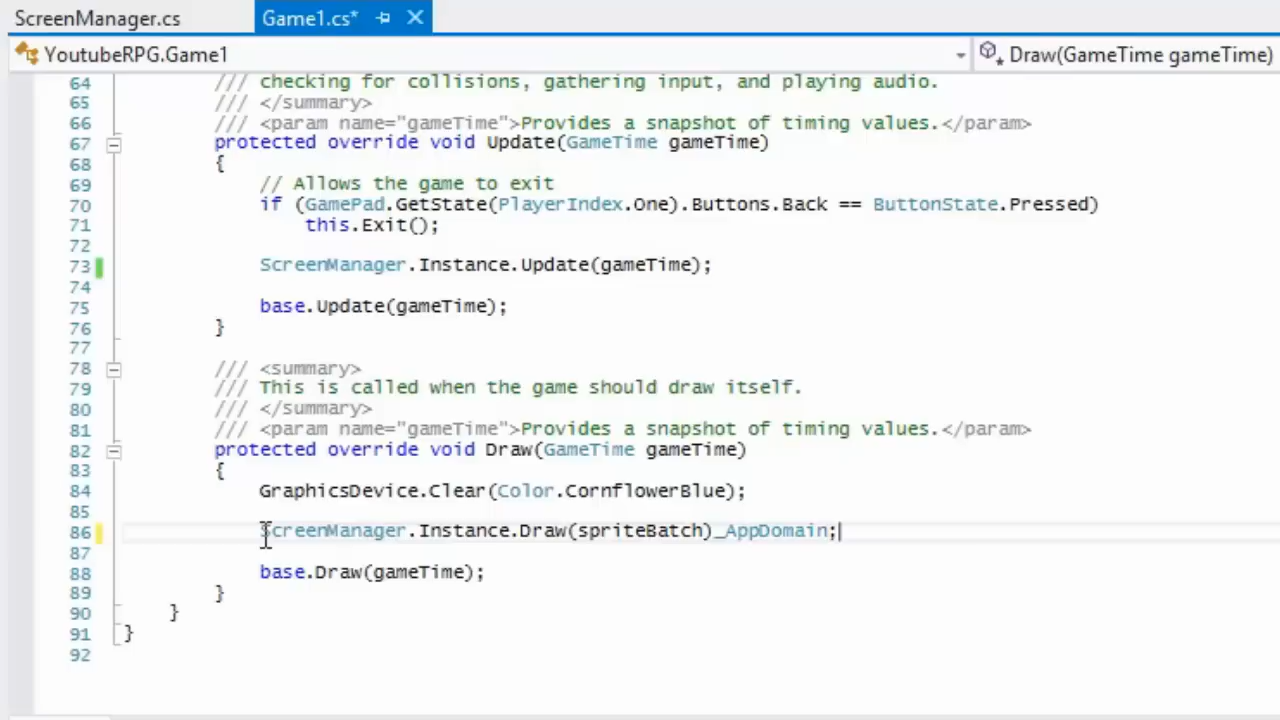 ScreenManager.cs
Game1.cs*
YoutubeRPG.Game1
Draw(GameTime gameTime)
64 /// checking for collisions, gathering input, and playing audio.
65 /// </summary>
66 /// <param name="gameTime">Provides a snapshot of timing values.</param>
67 protected override void Update(GameTime gameTime)
68 {
69 // Allows the game to exit
70 if (GamePad.GetState(PlayerIndex.One).Buttons.Back == ButtonState.Pressed)
71 this.Exit();
72
73 ScreenManager.Instance.Update(gameTime);
74
75 base.Update(gameTime);
76 }
77
78 /// <summary>
79 /// This is called when the game should draw itself.
80 /// </summary>
81 /// <param name="gameTime">Provides a snapshot of timing values.</param>
82 protected override void Draw(GameTime gameTime)
83 {
84 GraphicsDevice.Clear(Color.CornflowerBlue);
85
86 ScreenManager.Instance.Draw(spriteBatch)_AppDomain;
87
88 base.Draw(gameTime);
89 }
90 }
91 }
92